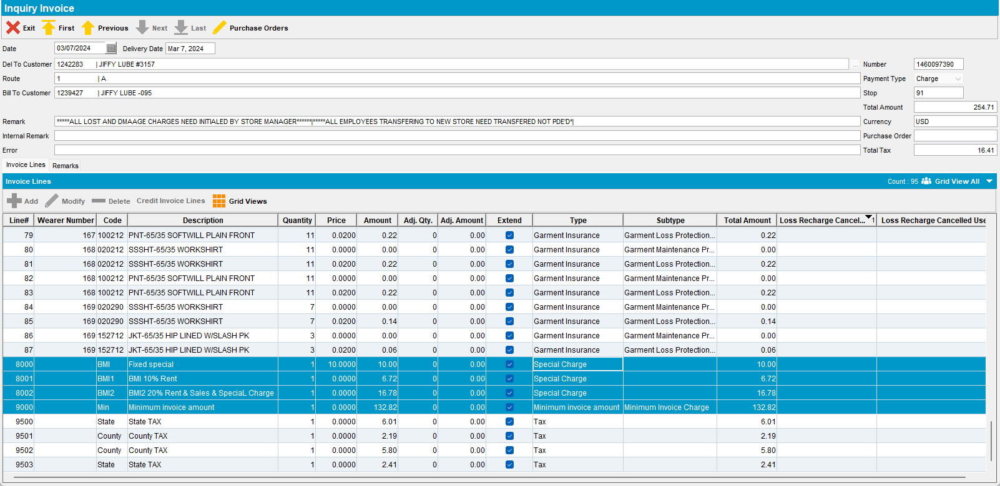 Inquiry Invoice
Exit First Previous Next Last Purchase Orders
Date 03/07/2024 16 Delivery Date Mar 7, 2024
Del To Customer 1242283 | JIFFY LUBE #3157 ... Number 1460097390
Route 1 | A Payment Type Charge
Bill To Customer 1239427 | JIFFY LUBE -095 Stop 91
Total Amount 254.71
Remark *****ALL LOST AND DMAAGE CHARGES NEED INITIALED BY STORE MANAGER******|*****ALL EMPLOYEES TRANSFERING TO NEW STORE NEED TRANSFERED NOT PDE'D*| Currency USD
Internal Remark Purchase Order
Error Total Tax 16.41
Invoice Lines Remarks
Invoice Lines Count : 95 Grid View All
Add Modify Delete Credit Invoice Lines Grid Views
Line# Wearer Number Code Description Quantity Price Amount Adj. Qty. Adj. Amount Extend Type Subtype Total Amount Loss Recharge Cancel... 1 Loss Recharge Cancelled Use
79 167 100212 PNT-65/35 SOFTWILL PLAIN FRONT 11 0.0200 0.22 0 0.00 Garment Insurance Garment Loss Protection... 0.22
80 168 020212 SSSHT-65/35 WORKSHIRT 11 0.0000 0.00 0 0.00 Garment Insurance Garment Maintenance Pr... 0.00
81 168 020212 SSSHT-65/35 WORKSHIRT 11 0.0200 0.22 0 0.00 Garment Insurance Garment Loss Protection... 0.22
82 168 100212 PNT-65/35 SOFTWILL PLAIN FRONT 11 0.0000 0.00 0 0.00 Garment Insurance Garment Maintenance Pr... 0.00
83 168 100212 PNT-65/35 SOFTWILL PLAIN FRONT 11 0.0200 0.22 0 0.00 Garment Insurance Garment Loss Protection... 0.22
84 169 020290 SSSHT-65/35 WORKSHIRT 7 0.0000 0.00 0 0.00 Garment Insurance Garment Maintenance Pr... 0.00
85 169 020290 SSSHT-65/35 WORKSHIRT 7 0.0200 0.14 0 0.00 Garment Insurance Garment Loss Protection... 0.14
86 169 152712 JKT-65/35 HIP LINED W/SLASH PK 3 0.0000 0.00 0 0.00 Garment Insurance Garment Maintenance Pr... 0.00
87 169 152712 JKT-65/35 HIP LINED W/SLASH PK 3 0.0200 0.06 0 0.00 Garment Insurance Garment Loss Protection... 0.06
8000 BMI Fixed special 1 10.0000 10.00 0 0.00 Special Charge 10.00
8001 BMI1 BMI 10% Rent 1 0.0000 6.72 0 0.00 Special Charge 6.72
8002 BMI2 BMI2 20% Rent & Sales & SpeciaL Charge 1 0.0000 16.78 0 0.00 Special Charge 16.78
9000 Min Minimum invoice amount 1 0.0000 132.82 0 0.00 Minimum invoice amount Minimum Invoice Charge 132.82
9500 State State TAX 1 0.0000 6.01 0 0.00 Tax 6.01
9501 County County TAX 1 0.0000 2.19 0 0.00 Tax 2.19
9502 County County TAX 1 0.0000 5.80 0 0.00 Tax 5.80
9503 State State TAX 1 0.0000 2.41 0 0.00 Tax 2.41